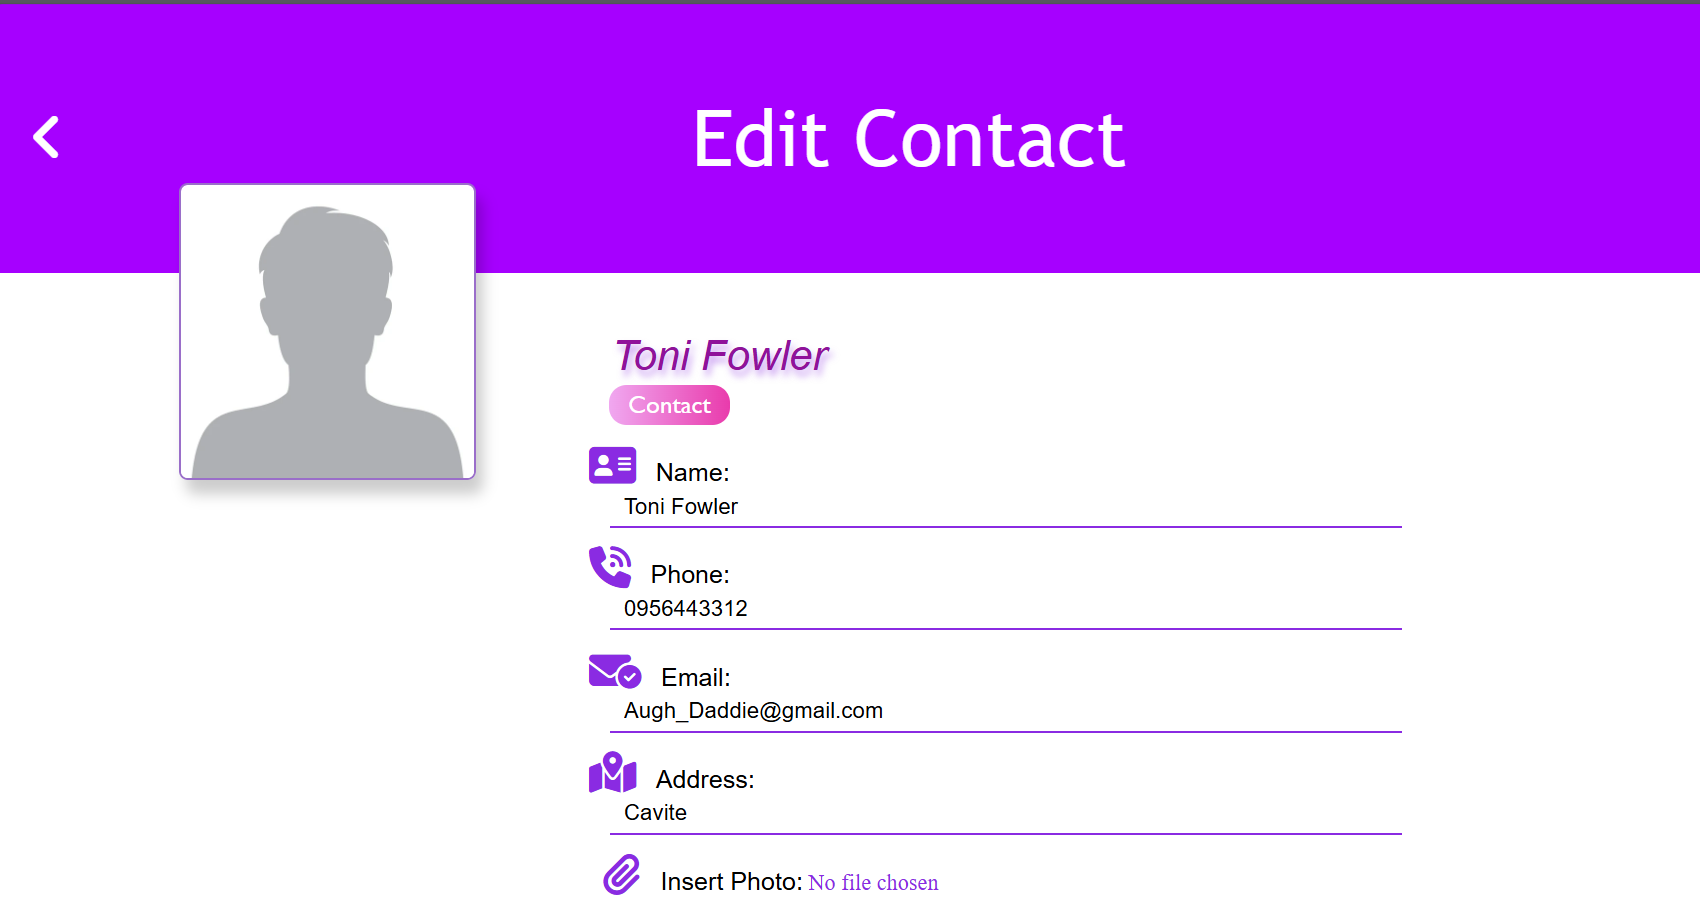 Edit Contact
Toni Fowler
Contact
Name:
Toni Fowler
Phone:
0956443312
Email:
Augh_Daddie@gmail.com
Address:
Cavite
Insert Photo: No file chosen